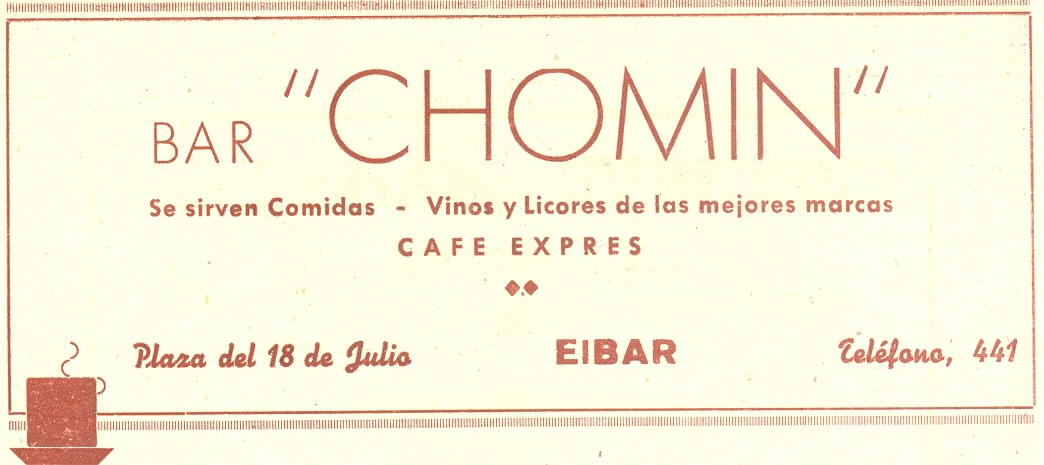 BAR "CHOMIN"
Se sirven Comidas - Vinos y Licores de las mejores marcas
CAFE EXPRES
Plaza del 18 de Julio EIBAR Teléfono, 441